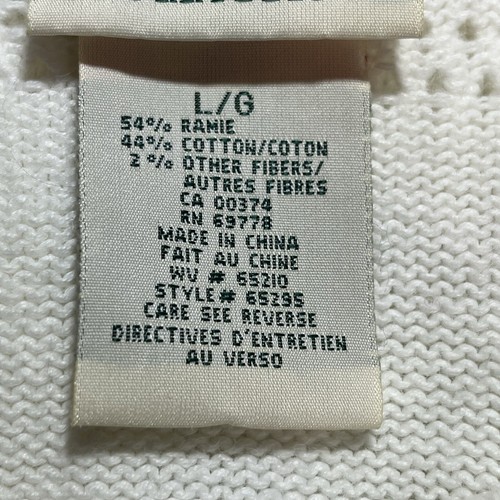 L/G
54% RAMIE
44% COTTON/COTON
2% OTHER FIBERS/
AUTRES FIBRES
CA 00374
RN 69778
MADE IN CHINA
FAIT AU CHINE
WV # 65210
STYLE# 65295
CARE SEE REVERSE
DIRECTIVES D'ENTRETIEN
AU VERSO